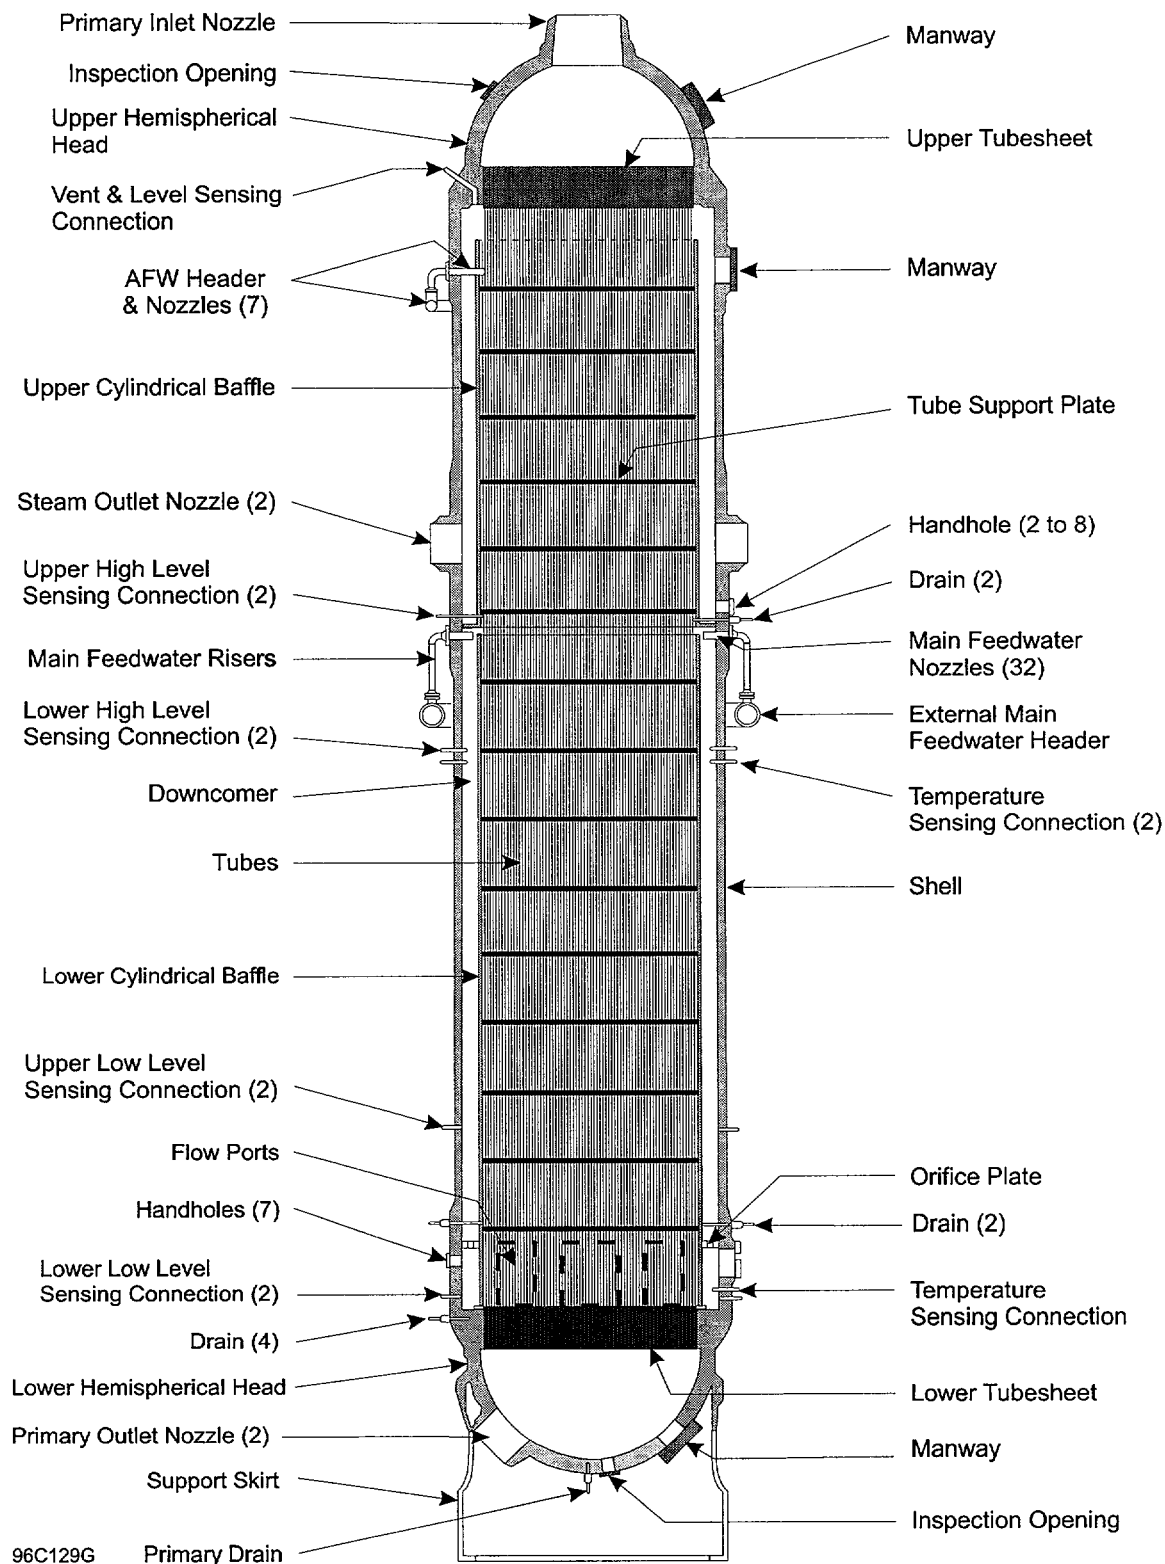 Primary Inlet Nozzle
Inspection Opening
Upper Hemispherical
Head
Vent & Level Sensing
Connection
AFW Header
& Nozzles (7)
Upper Cylindrical Baffle
Steam Outlet Nozzle (2)
Upper High Level
Sensing Connection (2)
Main Feedwater Risers
Lower High Level
Sensing Connection (2)
Downcomer
Tubes
Lower Cylindrical Baffle
Upper Low Level
Sensing Connection (2)
Flow Ports
Handholes (7)
Lower Low Level
Sensing Connection (2)
Drain (4)
Lower Hemispherical Head
Primary Outlet Nozzle (2)
Support Skirt
96C129G
Primary Drain
Manway
Upper Tubesheet
Manway
Tube Support Plate
Handhole (2 to 8)
Drain (2)
Main Feedwater
Nozzles (32)
External Main
Feedwater Header
Temperature
Sensing Connection (2)
Shell
Orifice Plate
Drain (2)
Temperature
Sensing Connection
Lower Tubesheet
Manway
Inspection Opening